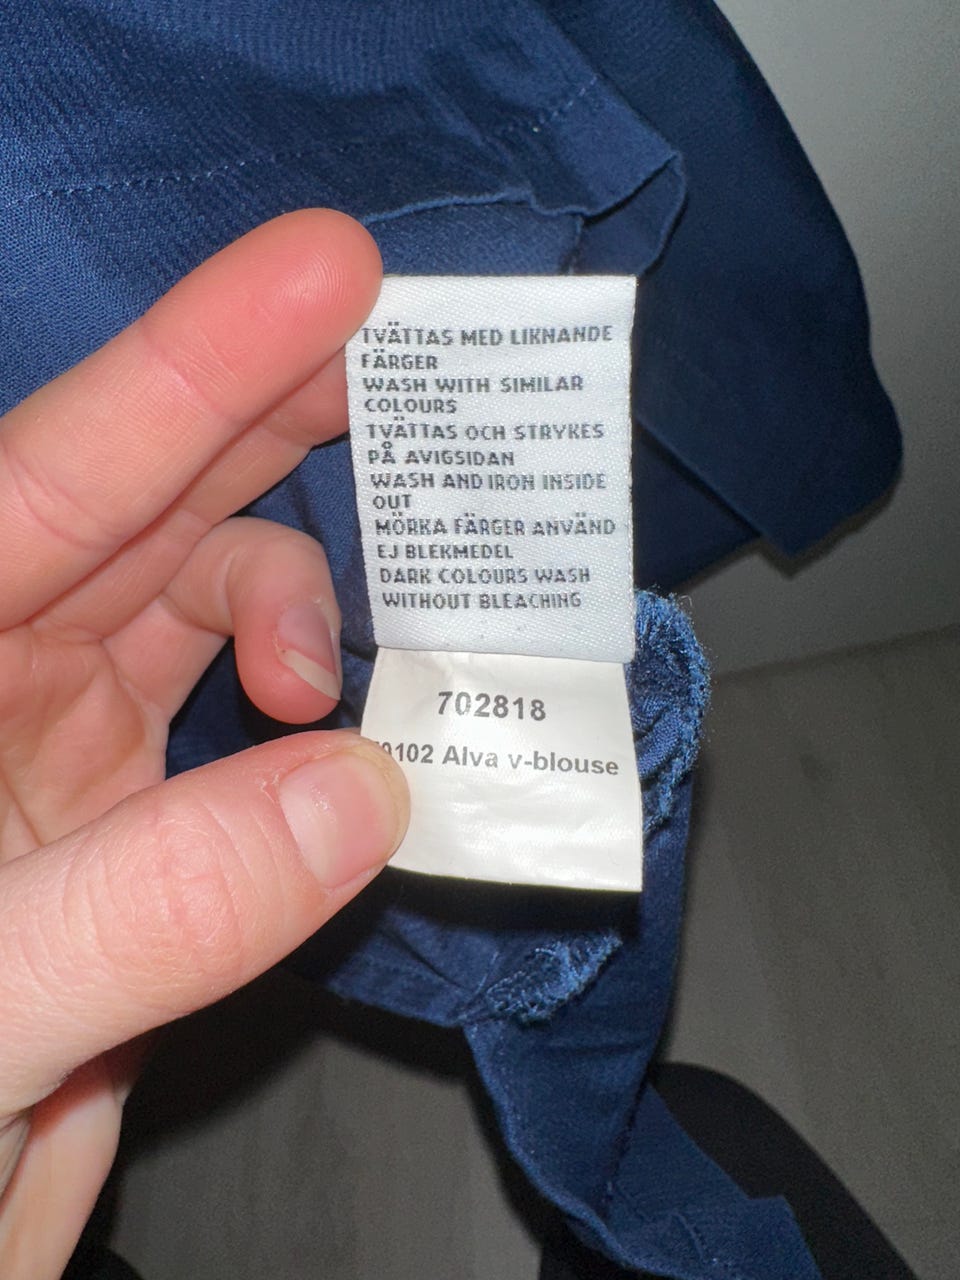 TVÄTTAS MED LIKNANDE
FÄRGER
WASH WITH SIMILAR
COLOURS
TVÄTTAS OCH STRYKES
PÅ AVIGSIDAN
WASH AND IRON INSIDE
OUT
MÖRKA FÄRGER ANVÄND
EJ BLEKMEDEL
DARK COLOURS WASH
WITHOUT BLEACHING
702818
Alva v-blouse